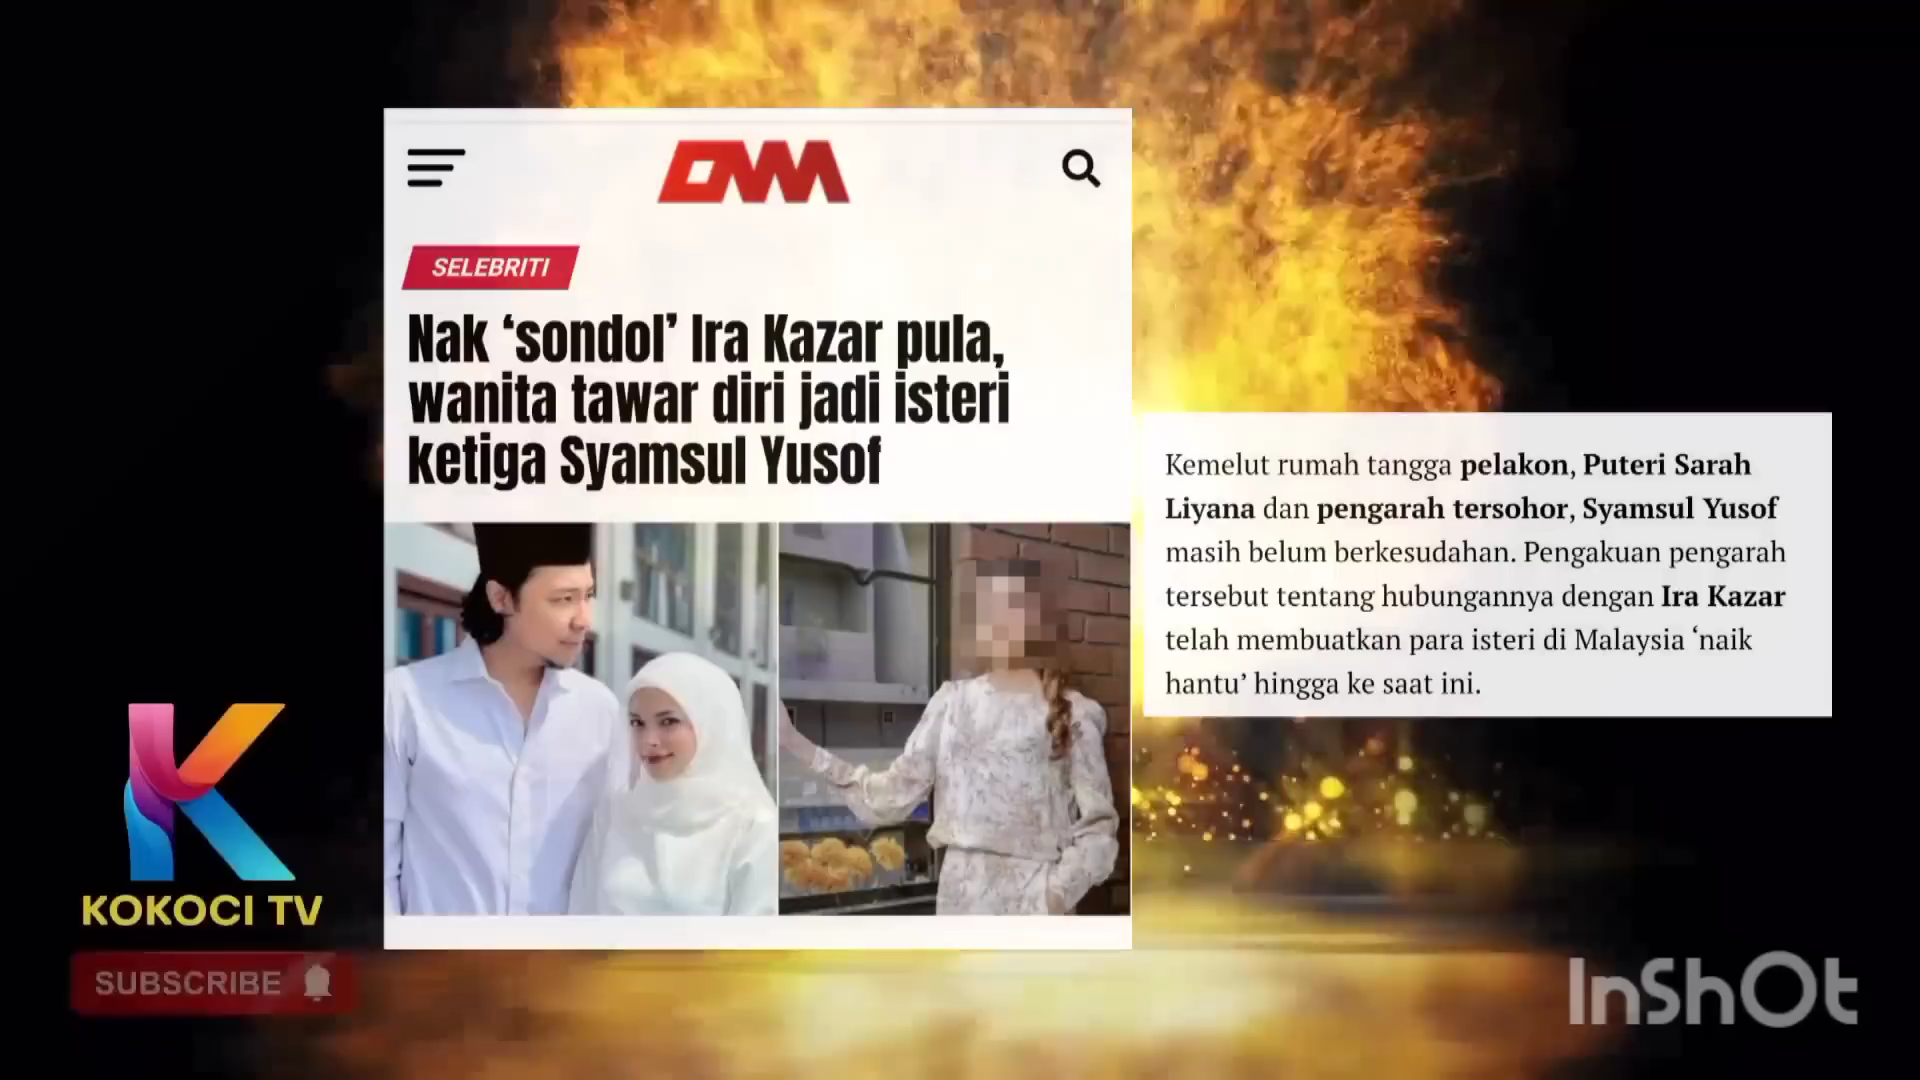 OMM
SELEBRITI
Nak ‘sondol’ Ira Kazar pula,
wanita tawar diri jadi isteri
ketiga Syamsul Yusof
Kemelut rumah tangga pelakon, Puteri Sarah
Liyana dan pengarah tersohor, Syamsul Yusof
masih belum berkesudahan. Pengakuan pengarah
tersebut tentang hubungannya dengan Ira Kazar
telah membuatkan para isteri di Malaysia ‘naik
hantu’ hingga ke saat ini.
K
KOKOCI TV
SUBSCRIBE
InShOt